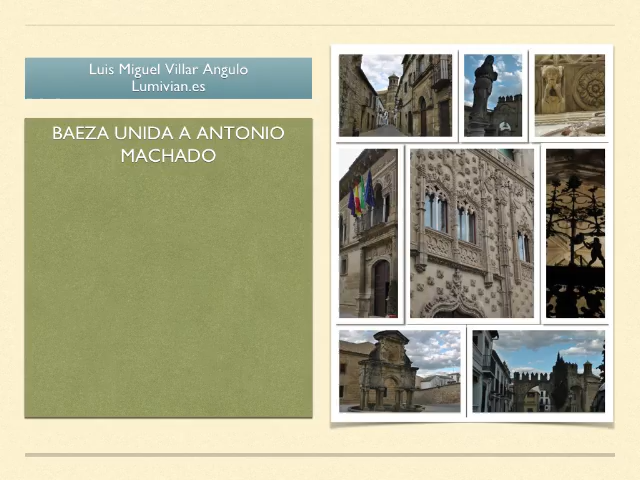 Luis Miguel Villar Angulo
Lumivian.es
BAEZA UNIDA A ANTONIO
MACHADO